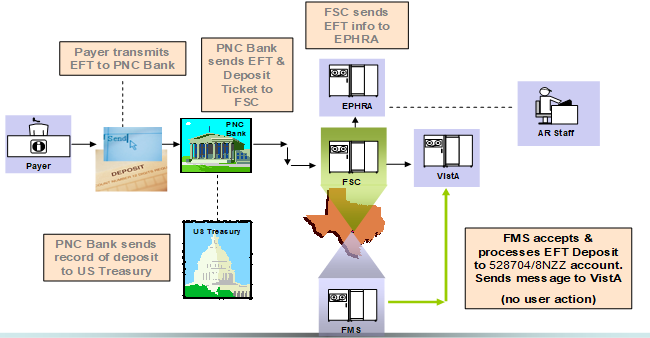 FSC sends
EFT info to
EPHRA
Payer transmits
EFT to PNC Bank
PNC Bank
sends EFT &
Deposit
Ticket to
FSC
EPHRA
AR Staff
Payer
Send
DEPOSIT
PNC
Bank
FSC
VistA
US Treasury
PNC Bank sends
record of deposit
to US Treasury
FMS accepts &
processes EFT Deposit
to 528704/8NZZ account.
Sends message to VistA
(no user action)
FMS